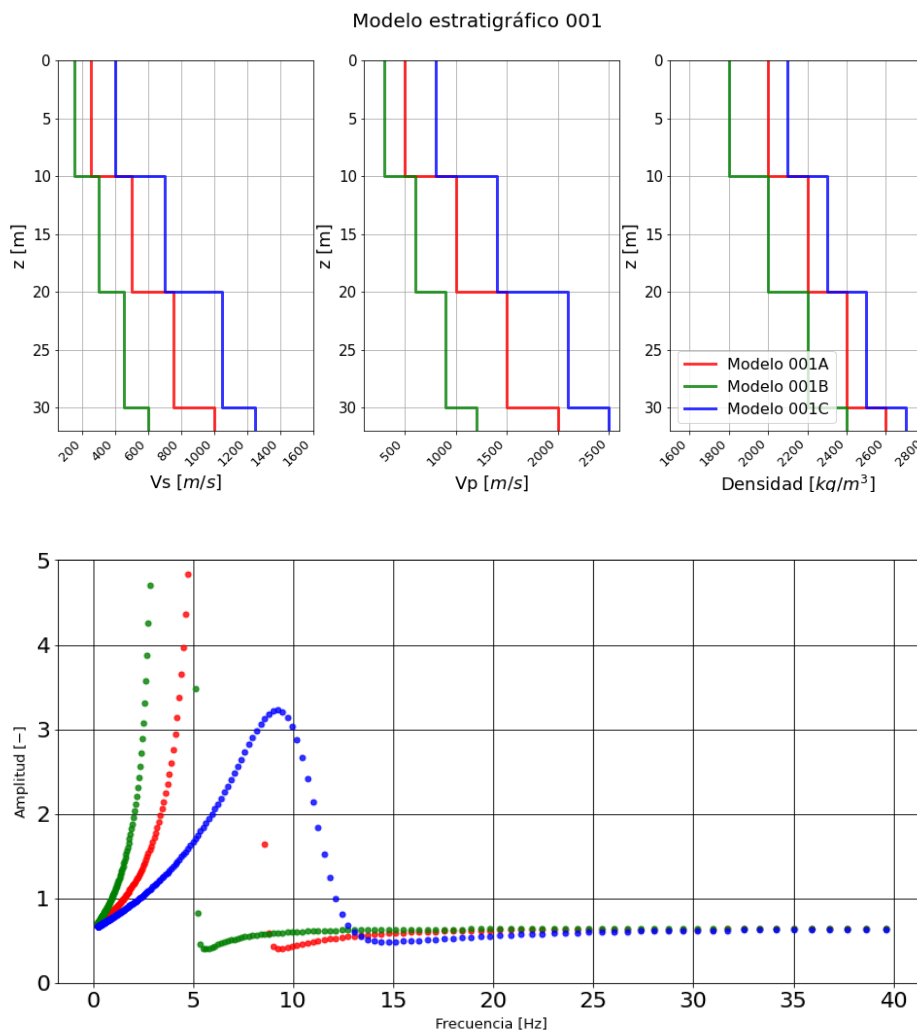 Modelo estratigráfico 001
0
5
10
15
20
25
30
z [m]
200 400 600 800 1000 1200 1400 1600
Vs [m/s]
0
5
10
15
20
25
30
z [m]
500 1000 1500 2000 2500
Vp [m/s]
0
5
10
15
20
25
30
z [m]
Modelo 001A
Modelo 001B
Modelo 001C
1600 1800 2000 2200 2400 2600 2800
Densidad [kg/m³]
5
4
3
2
1
0
Amplitud [−]
0 5 10 15 20 25 30 35 40
Frecuencia [Hz]